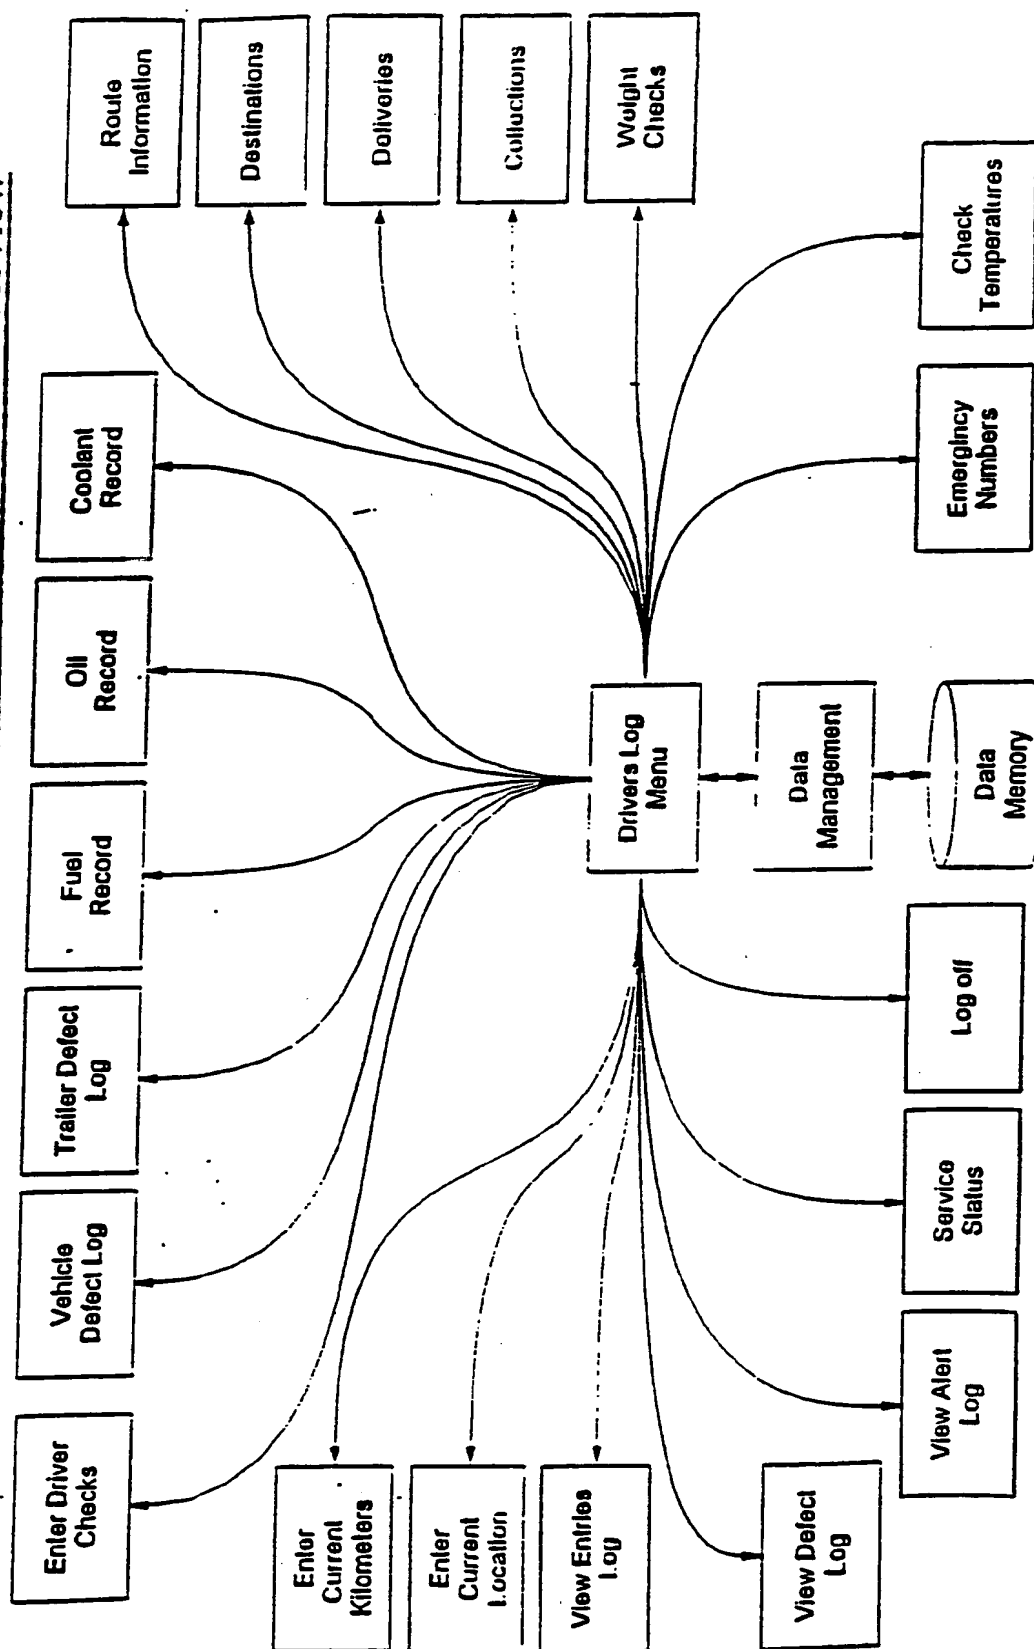 Enter Driver
Checks
Vehicle
Defect Log
Trailer Defect
Log
Fuel
Record
Oil
Record
Coolant
Record
Route
Information
Destinations
Deliveries
Collections
Weight
Checks
Enter
Current
Kilometers
Enter
Current
Location
View Entries
Log
View Defect
Log
Drivers Log
Menu
Data
Management
Data
Memory
View Alert
Log
Service
Status
Log off
Emergincy
Numbers
Check
Temperatures